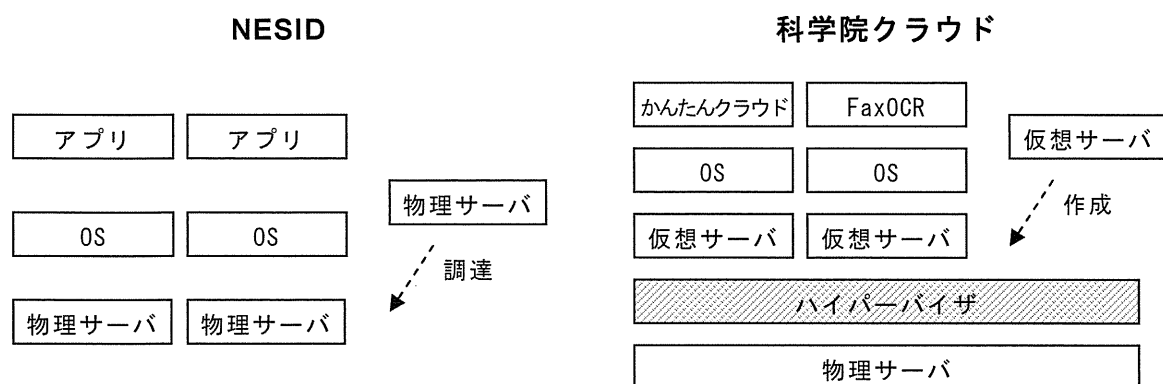 NESID
アプリ アプリ
物理サーバ
OS OS
調達
物理サーバ 物理サーバ
科学院クラウド
かんたんクラウド FaxOCR
仮想サーバ
OS OS
作成
仮想サーバ 仮想サーバ
ハイパーバイザ
物理サーバ